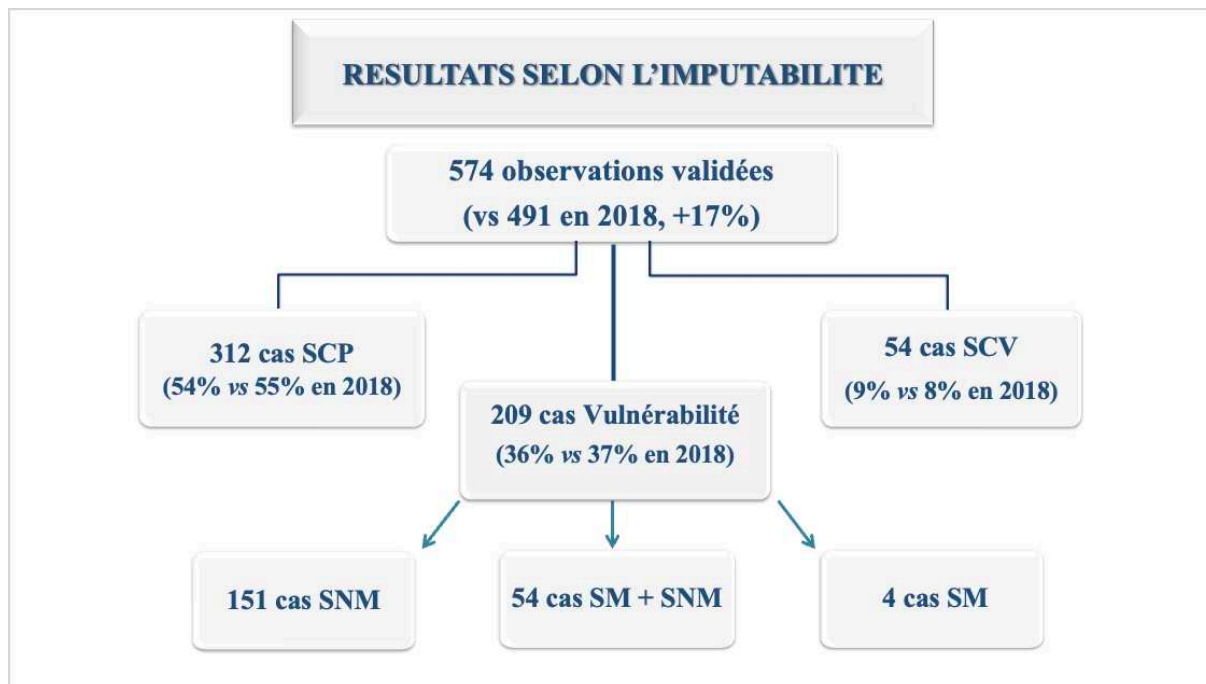 RESULTATS SELON L’IMPUTABILITE
574 observations validées
(vs 491 en 2018, +17%)
312 cas SCP
(54% vs 55% en 2018)
54 cas SCV
(9% vs 8% en 2018)
209 cas Vulnérabilité
(36% vs 37% en 2018)
151 cas SNM
54 cas SM + SNM
4 cas SM